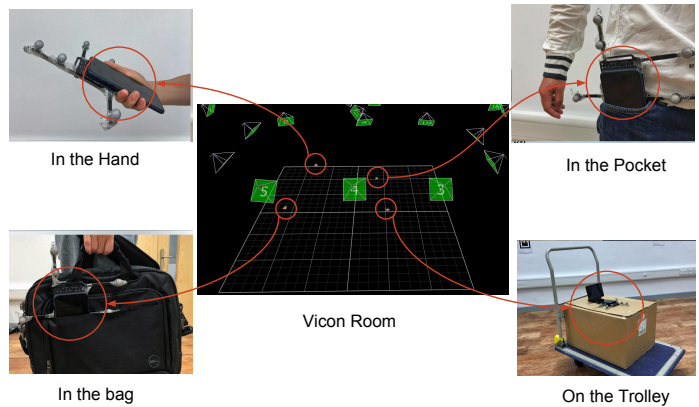 In the Hand
In the Pocket
5
4
3
Vicon Room
In the bag
On the Trolley